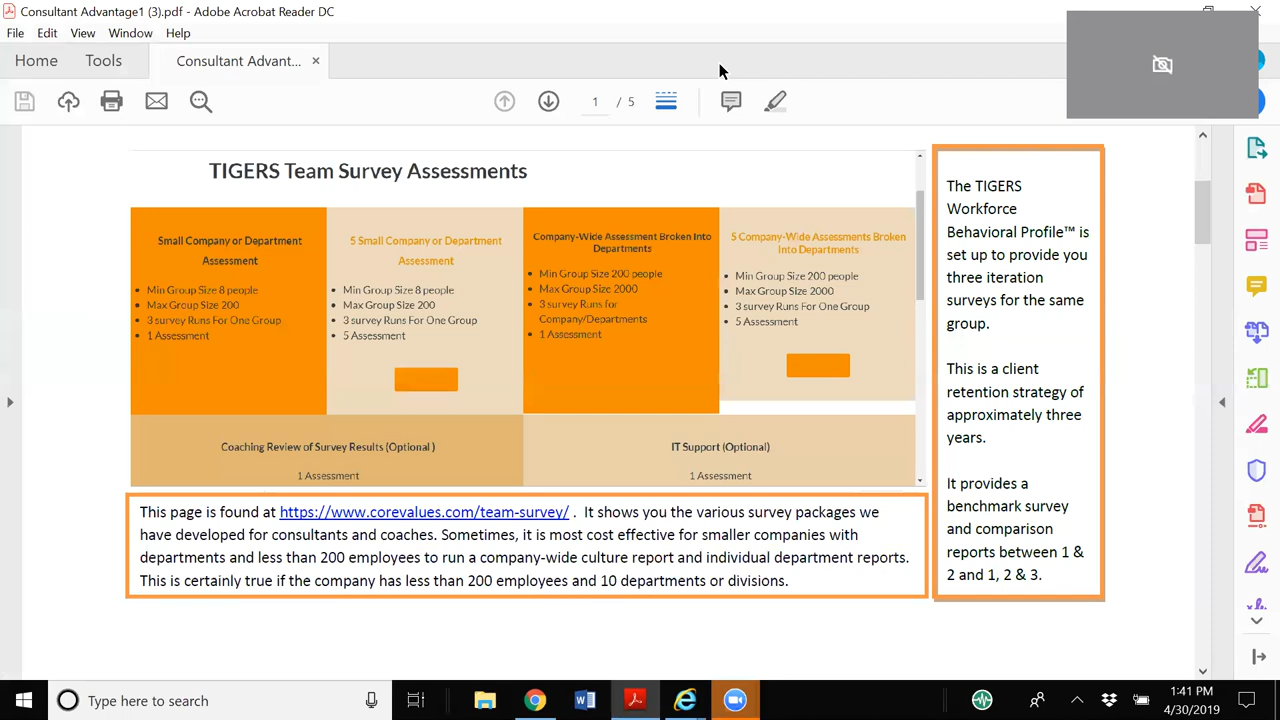 Consultant Advantage1 (3).pdf - Adobe Acrobat Reader DC
File Edit View Window Help
Home Tools Consultant Advant... ×
1 / 5
TIGERS Team Survey Assessments
Small Company or Department
Assessment
• Min Group Size 8 people
• Max Group Size 200
• 3 survey Runs For One Group
• 1 Assessment
5 Small Company or Department
Assessment
• Min Group Size 8 people
• Max Group Size 200
• 3 survey Runs For One Group
• 5 Assessment
Company-Wide Assessment Broken Into
Departments
• Min Group Size 200 people
• Max Group Size 2000
• 3 survey Runs for
Company/Departments
• 1 Assessment
5 Company-Wide Assessments Broken
Into Departments
• Min Group Size 200 people
• Max Group Size 2000
• 3 survey Runs For One Group
• 5 Assessment
Coaching Review of Survey Results (Optional )
1 Assessment
IT Support (Optional)
1 Assessment
The TIGERS
Workforce
Behavioral Profile™ is
set up to provide you
three iteration
surveys for the same
group.
This is a client
retention strategy of
approximately three
years.
It provides a
benchmark survey
and comparison
reports between 1 &
2 and 1, 2 & 3.
This page is found at https://www.corevalues.com/team-survey/ .  It shows you the various survey packages we
have developed for consultants and coaches. Sometimes, it is most cost effective for smaller companies with
departments and less than 200 employees to run a company-wide culture report and individual department reports.
This is certainly true if the company has less than 200 employees and 10 departments or divisions.
Type here to search
1:41 PM
4/30/2019